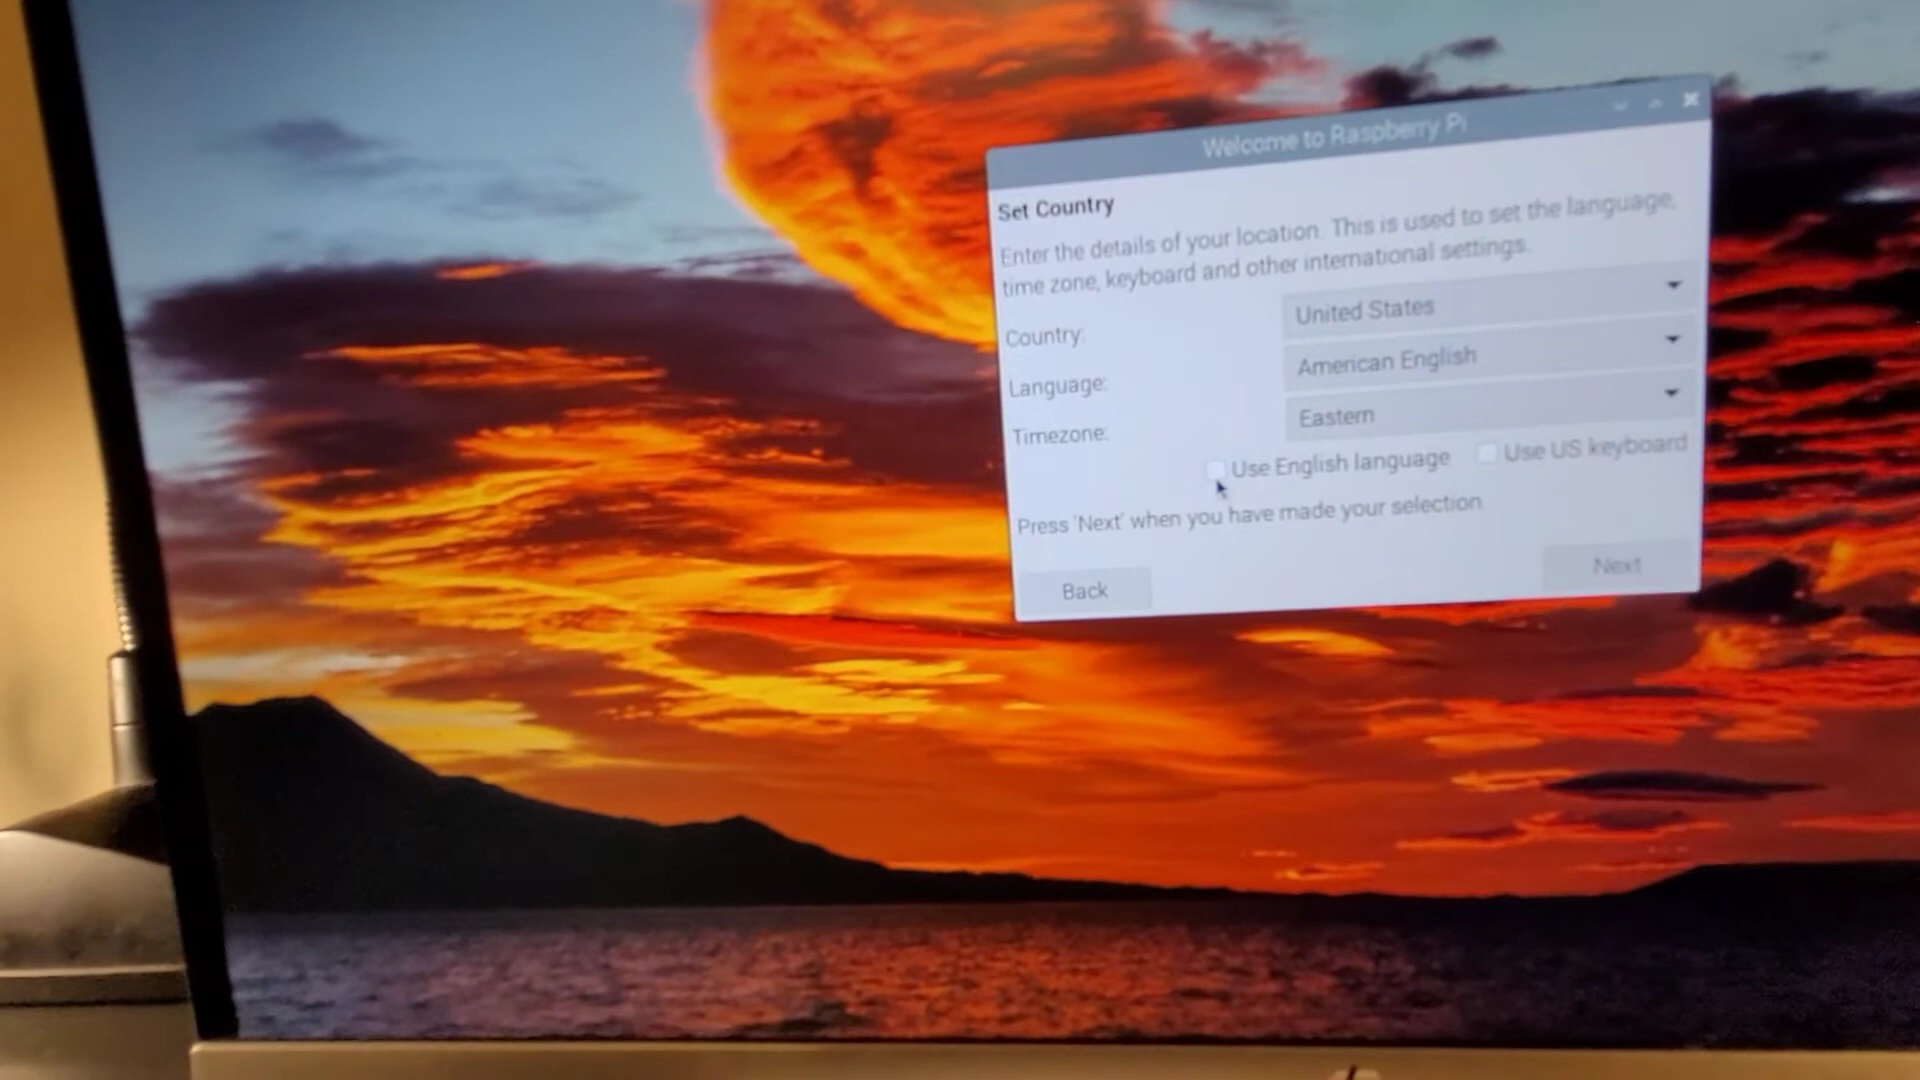 Welcome to Raspberry Pi
Set Country
Enter the details of your location. This is used to set the language,
time zone, keyboard and other international settings.
Country: United States
Language: American English
Timezone: Eastern
Use English language Use US keyboard
Press 'Next' when you have made your selection.
Back Next